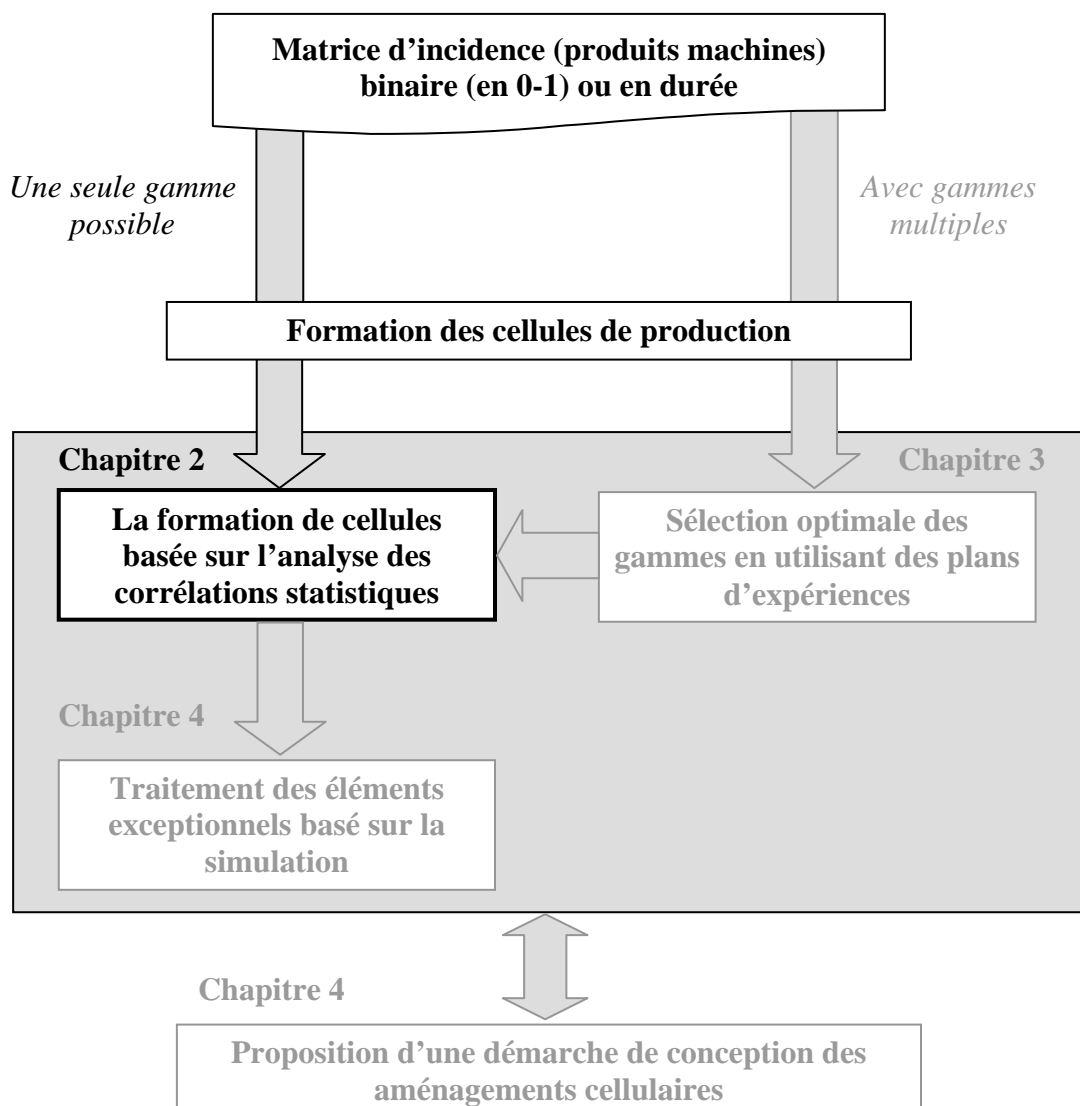 Matrice d’incidence (produits machines)
binaire (en 0-1) ou en durée
Une seule gamme
possible
Avec gammes
multiples
Formation des cellules de production
Chapitre 2
Chapitre 3
La formation de cellules
basée sur l’analyse des
corrélations statistiques
Sélection optimale des
gammes en utilisant des plans
d’expériences
Chapitre 4
Traitement des éléments
exceptionnels basé sur la
simulation
Chapitre 4
Proposition d’une démarche de conception des
aménagements cellulaires